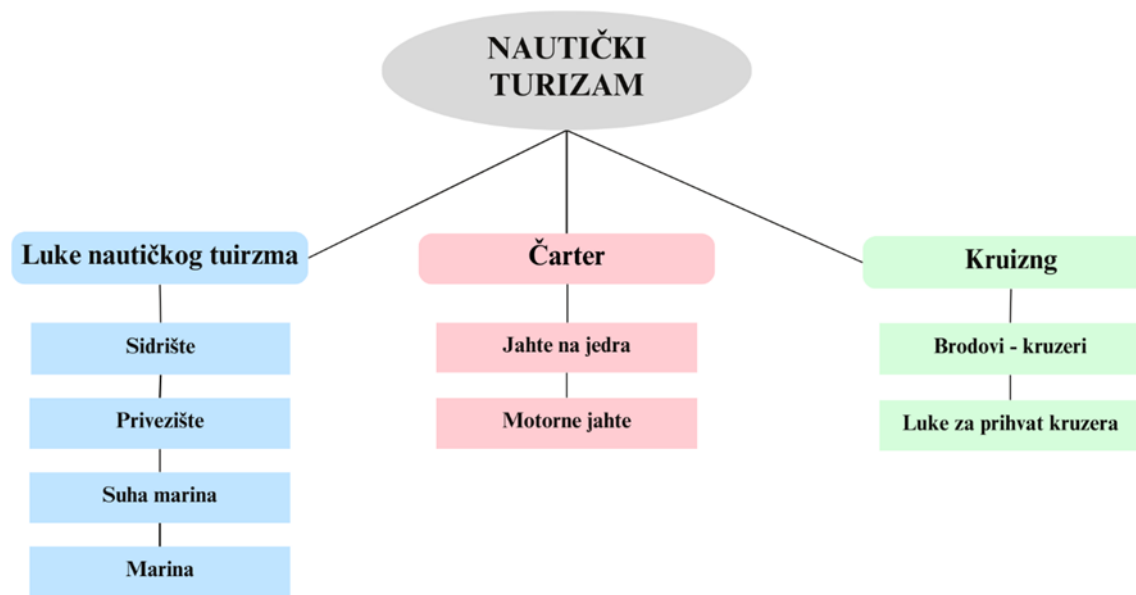 NAUTIČKI
TURIZAM
Luke nautičkog tuirzma
Čarter
Kruizng
Sidrište
Jahte na jedra
Brodovi - kruzeri
Privezište
Motorne jahte
Luke za prihvat kruzera
Suha marina
Marina